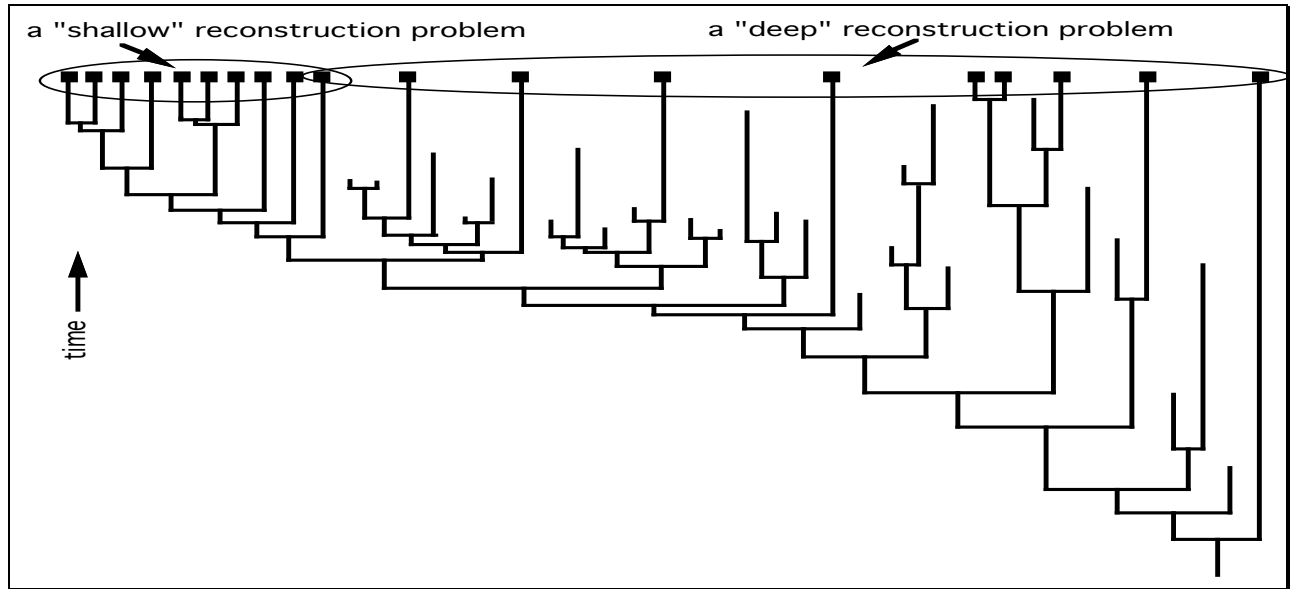 a "shallow" reconstruction problem
a "deep" reconstruction problem
time